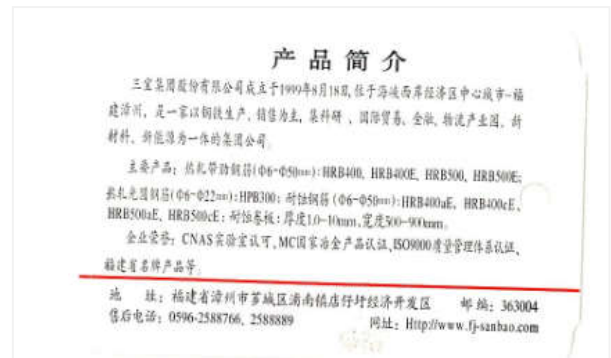 产品简介
三宝集团股份有限公司成立于1999年8月18日,位于海峡西岸经济区中心城市-福
建漳州，是一家以钢铁生产、销售为主，集科研、国际贸易、金融、物流产业园、新
材料、新能源为一体的集团公司。
主要产品：热轧带肋钢筋(Φ6-Φ50mm):HRB400、HRB400E、HRB500、HRB500E;
热轧光圆钢筋(Φ6-Φ22mm):HPB300；耐蚀钢筋(Φ6-Φ50mm):HRB400aE、HRB400cE、
HRB500aE、HRB500cE；耐蚀卷板：厚度1.0-10mm,宽度500-900mm。
企业荣誉：CNAS实验室认可,MC国家冶金产品认证,ISO9000质量管理体系认证、
福建省名牌产品等。
地 址：福建省漳州市芗城区浦南镇店仔圩经济开发区 邮编：363004
售后电话：0596-2588766、2588889 网址：Http://www.fj-sanbao.com